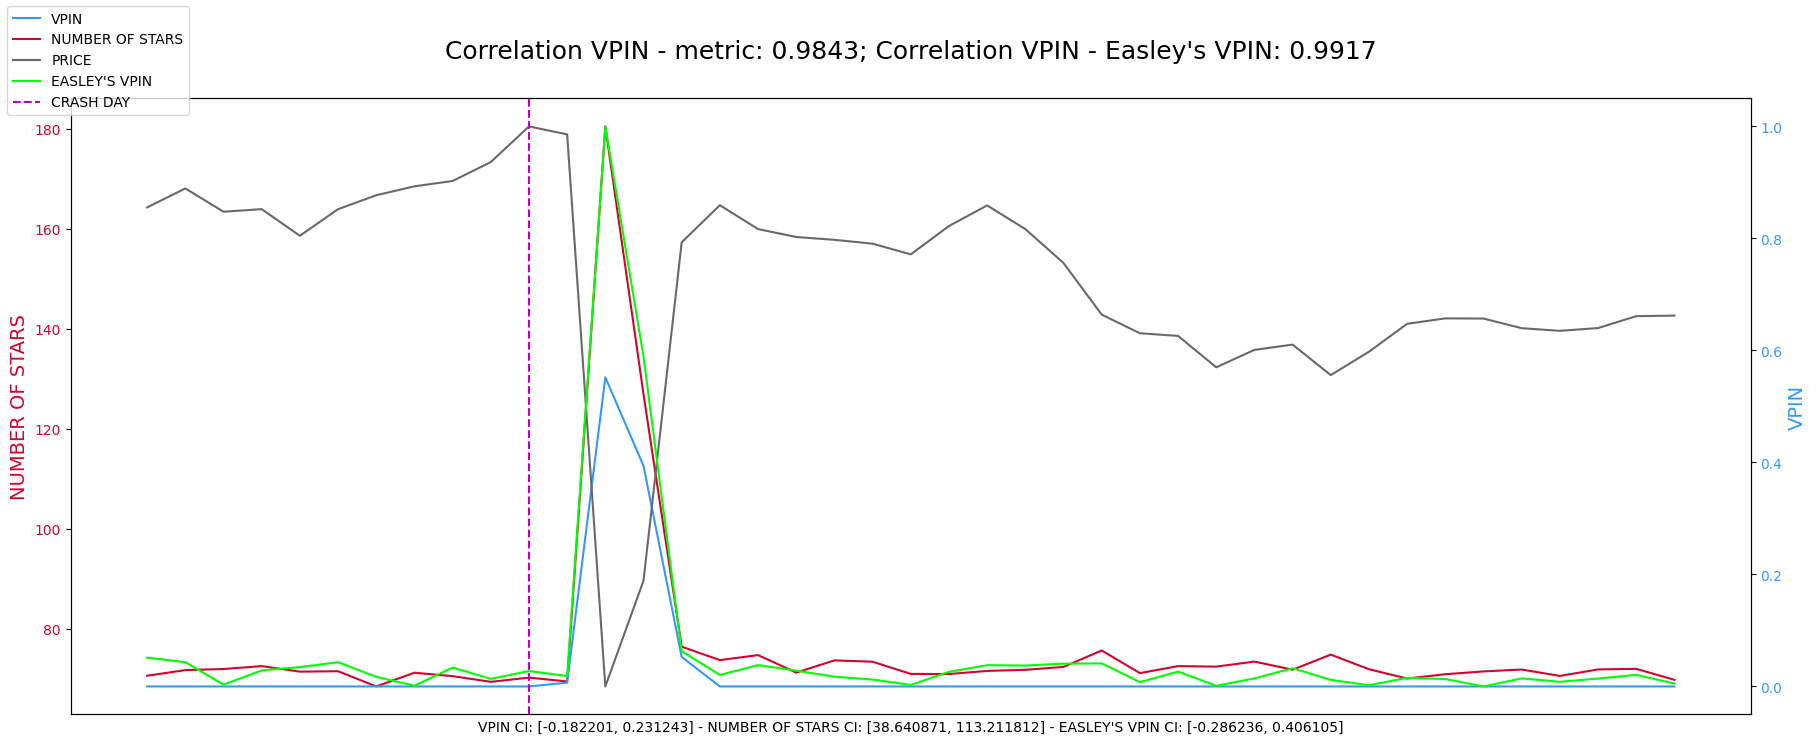 VPIN
NUMBER OF STARS
PRICE
EASLEY'S VPIN
CRASH DAY
Correlation VPIN - metric: 0.9843; Correlation VPIN - Easley's VPIN: 0.9917
180
160
140
120
100
80
NUMBER OF STARS
1.0
0.8
0.6
0.4
0.2
0.0
VPIN
VPIN CI: [-0.182201, 0.231243] - NUMBER OF STARS CI: [38.640871, 113.211812] - EASLEY'S VPIN CI: [-0.286236, 0.406105]